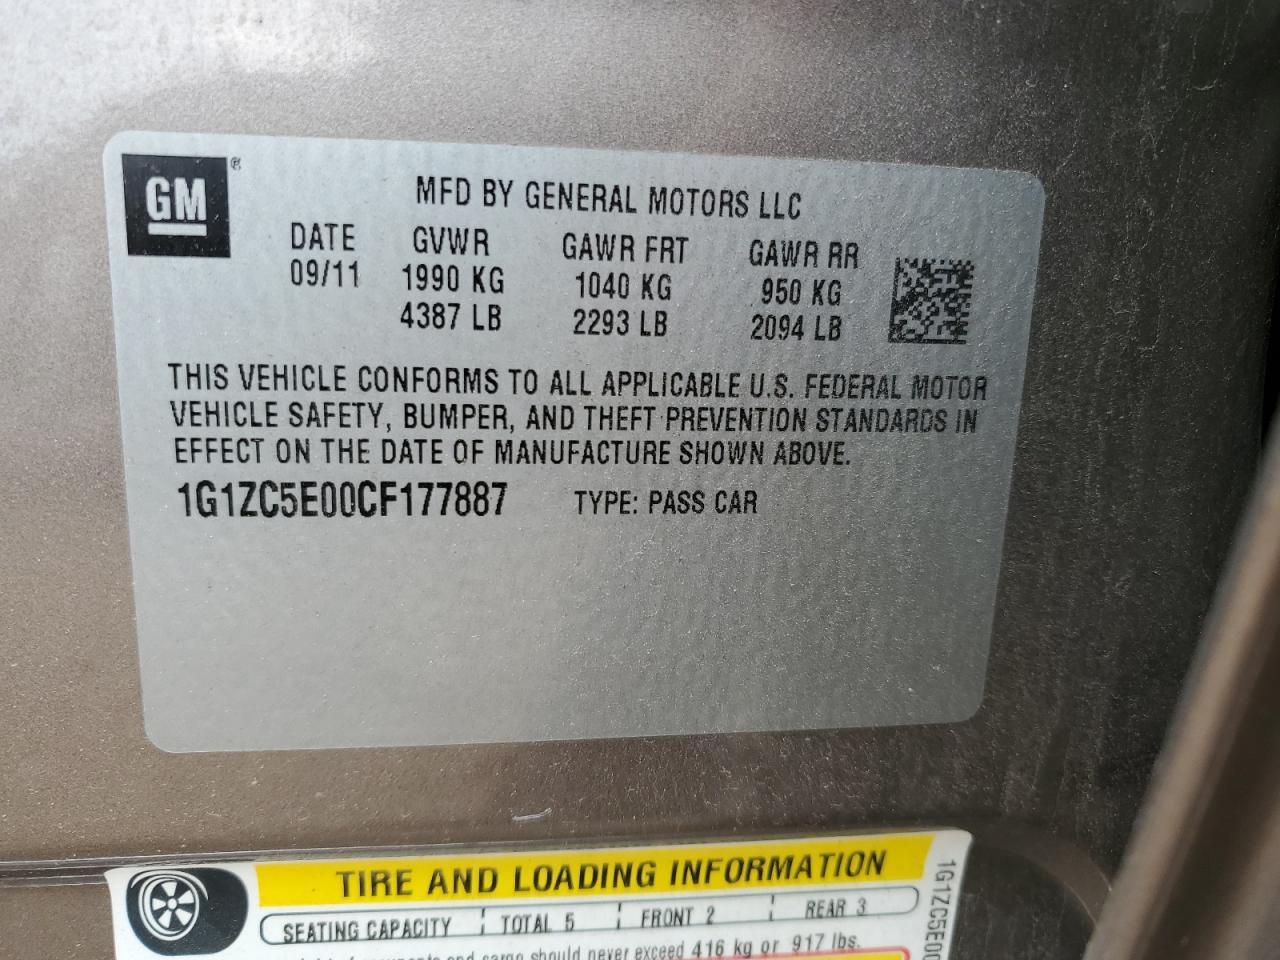 GM®
MFD BY GENERAL MOTORS LLC
DATE GVWR GAWR FRT GAWR RR
09/11 1990 KG 1040 KG 950 KG
4387 LB 2293 LB 2094 LB
THIS VEHICLE CONFORMS TO ALL APPLICABLE U.S. FEDERAL MOTOR
VEHICLE SAFETY, BUMPER, AND THEFT PREVENTION STANDARDS IN
EFFECT ON THE DATE OF MANUFACTURE SHOWN ABOVE.
1G1ZC5E00CF177887 TYPE: PASS CAR
TIRE AND LOADING INFORMATION
SEATING CAPACITY TOTAL 5 FRONT 2 REAR 3
and cargo should never exceed 416 kg or 917 lbs.
1G1ZC5E00